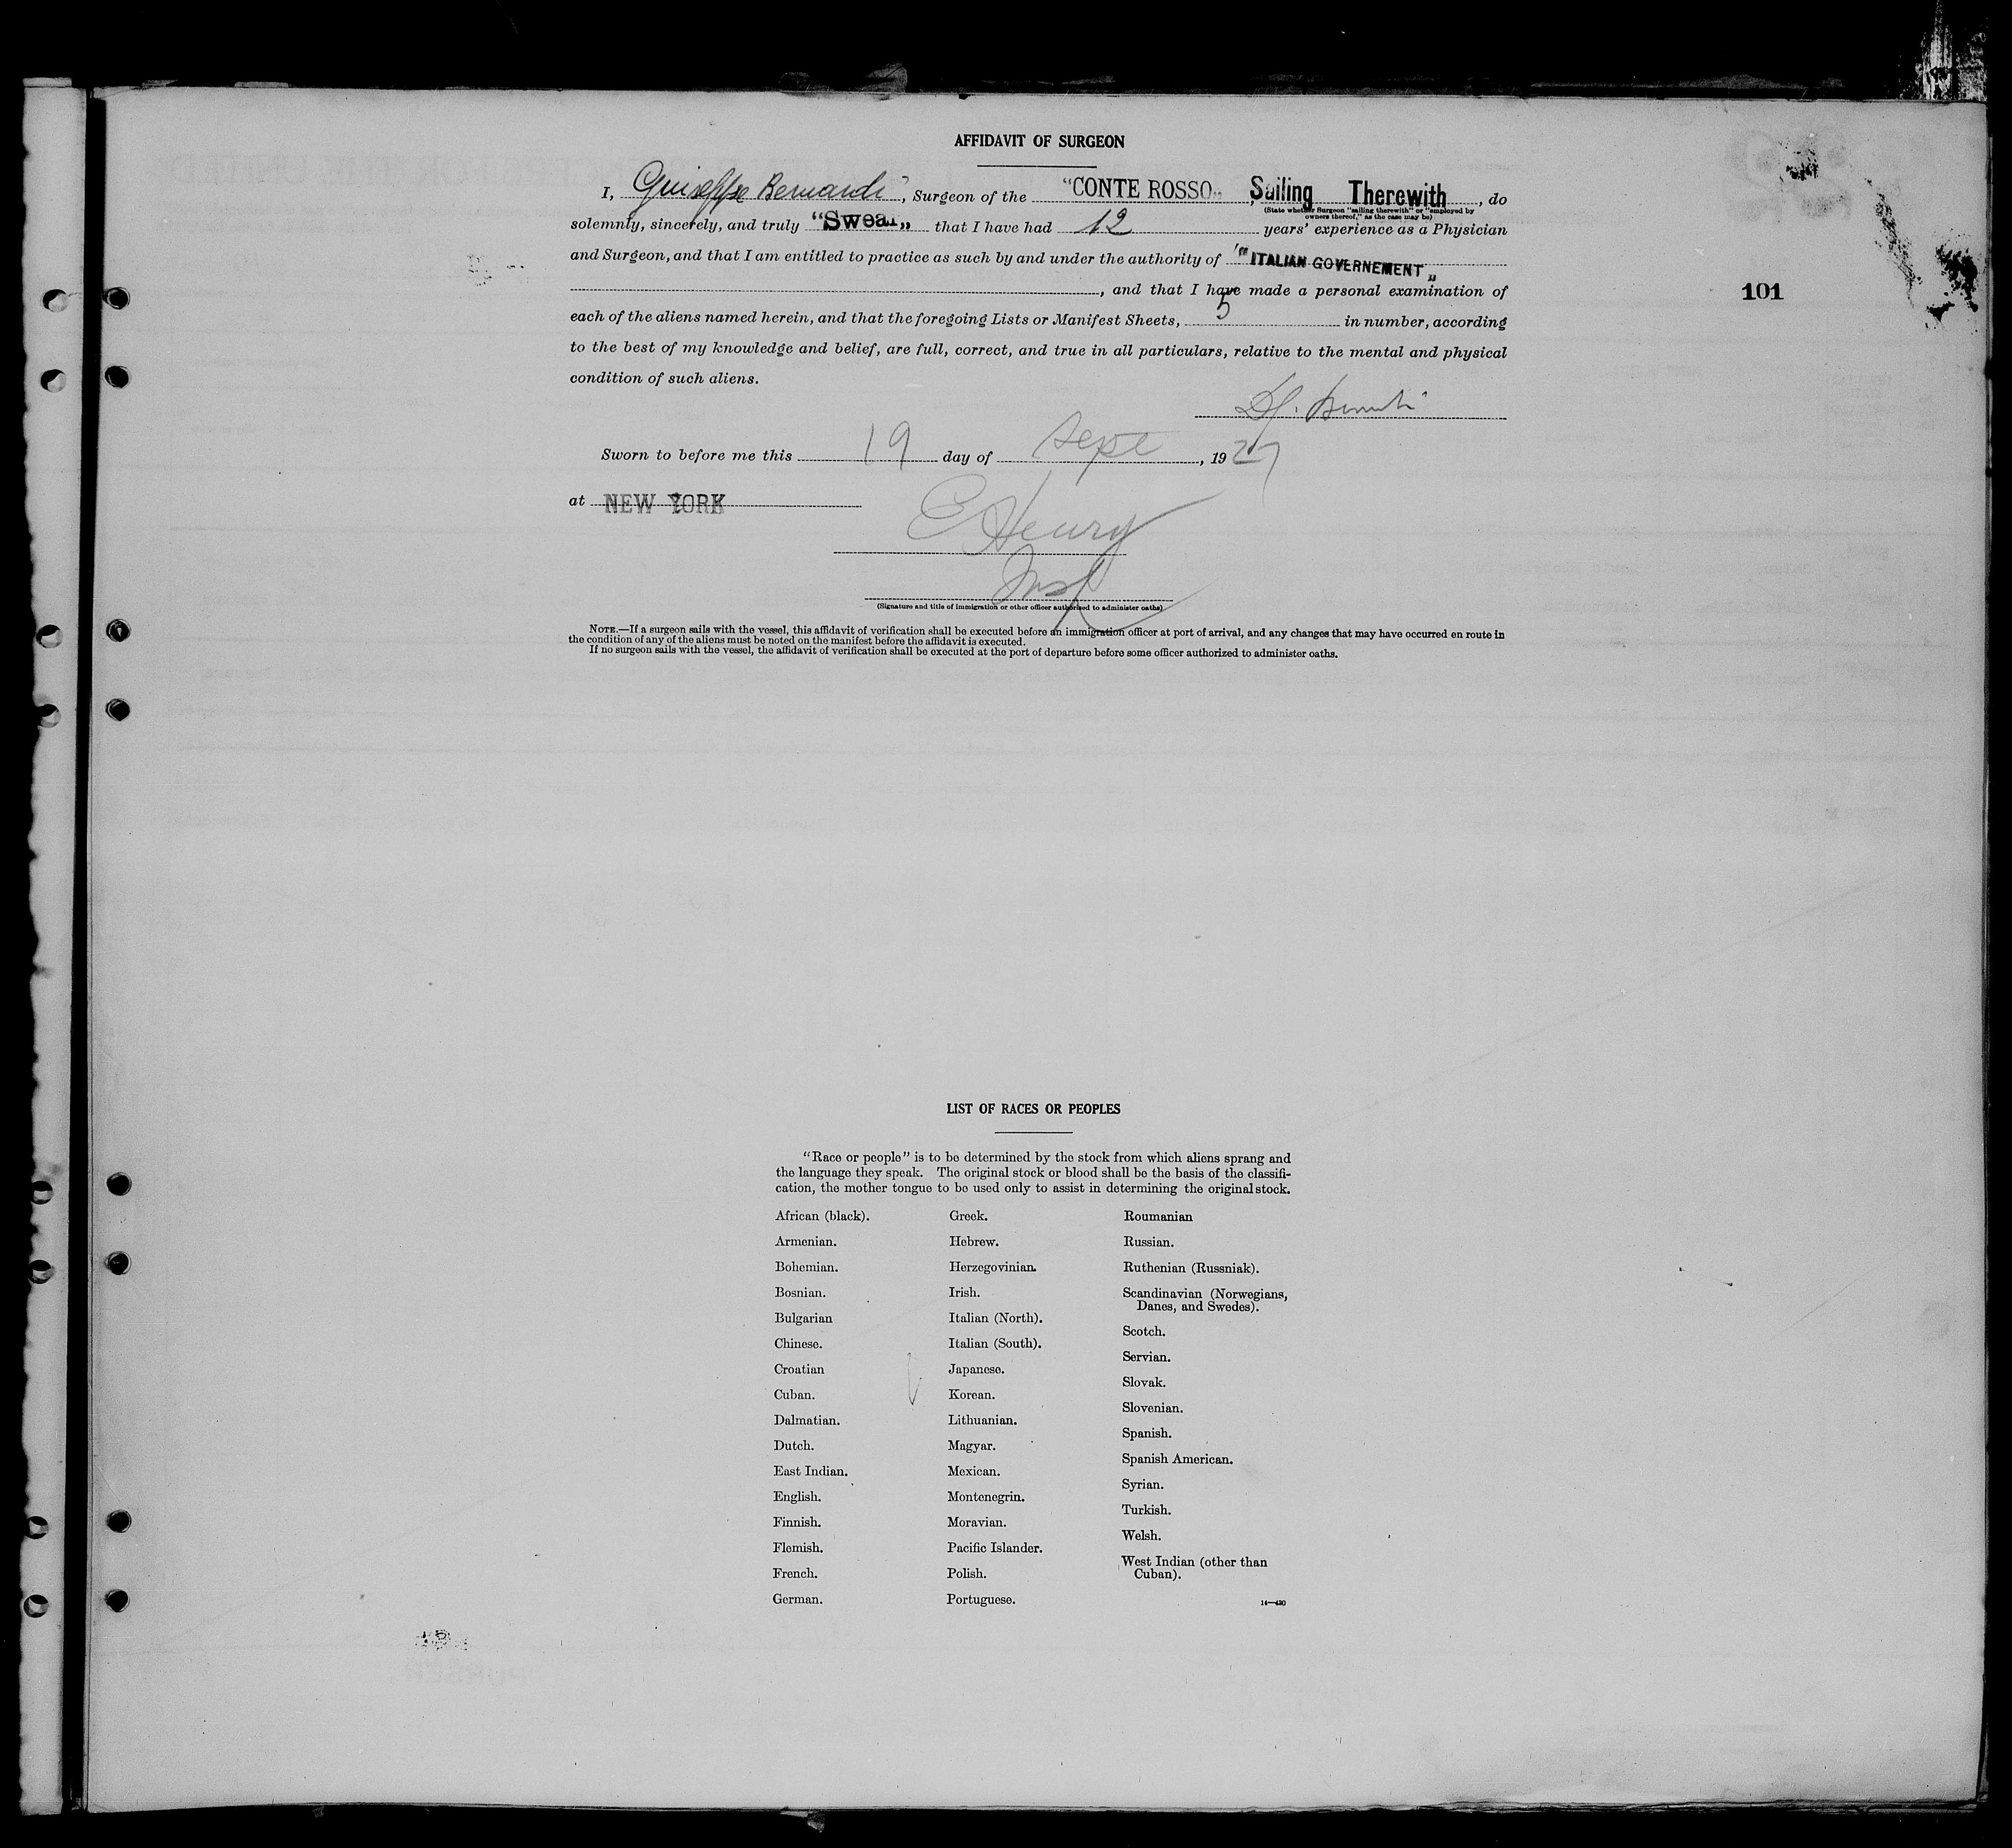 AFFIDAVIT OF SURGEON
I, Guiseppe Bernardi, Surgeon of the "CONTE ROSSO„ , Sailing Therewith, do
(State whether Surgeon "sailing therewith" or "employed by
owners thereof," as the case may be)
solemnly, sincerely, and truly "Swear„ that I have had 12 years' experience as a Physician
and Surgeon, and that I am entitled to practice as such by and under the authority of "ITALIAN GOVERNEMENT„
, and that I have made a personal examination of
101
each of the aliens named herein, and that the foregoing Lists or Manifest Sheets, 5 in number, according
to the best of my knowledge and belief, are full, correct, and true in all particulars, relative to the mental and physical
condition of such aliens.
Sworn to before me this 19 day of Sept, 1927
at NEW YORK
E Henry
Insp
(Signature and title of immigration or other officer authorized to administer oaths)
NOTE.—If a surgeon sails with the vessel, this affidavit of verification shall be executed before an immigration officer at port of arrival, and any changes that may have occurred en route in
the condition of any of the aliens must be noted on the manifest before the affidavit is executed.
If no surgeon sails with the vessel, the affidavit of verification shall be executed at the port of departure before some officer authorized to administer oaths.
LIST OF RACES OR PEOPLES
"Race or people" is to be determined by the stock from which aliens sprang and
the language they speak. The original stock or blood shall be the basis of the classifi-
cation, the mother tongue to be used only to assist in determining the original stock.
African (black).
Armenian.
Bohemian.
Bosnian.
Bulgarian
Chinese.
Croatian
Cuban.
Dalmatian.
Dutch.
East Indian.
English.
Finnish.
Flemish.
French.
German.
Greek.
Hebrew.
Herzegovinian.
Irish.
Italian (North).
Italian (South).
Japanese.
Korean.
Lithuanian.
Magyar.
Mexican.
Montenegrin.
Moravian.
Pacific Islander.
Polish.
Portuguese.
Roumanian
Russian.
Ruthenian (Russniak).
Scandinavian (Norwegians,
Danes, and Swedes).
Scotch.
Servian.
Slovak.
Slovenian.
Spanish.
Spanish American.
Syrian.
Turkish.
Welsh.
West Indian (other than
Cuban).
14—430